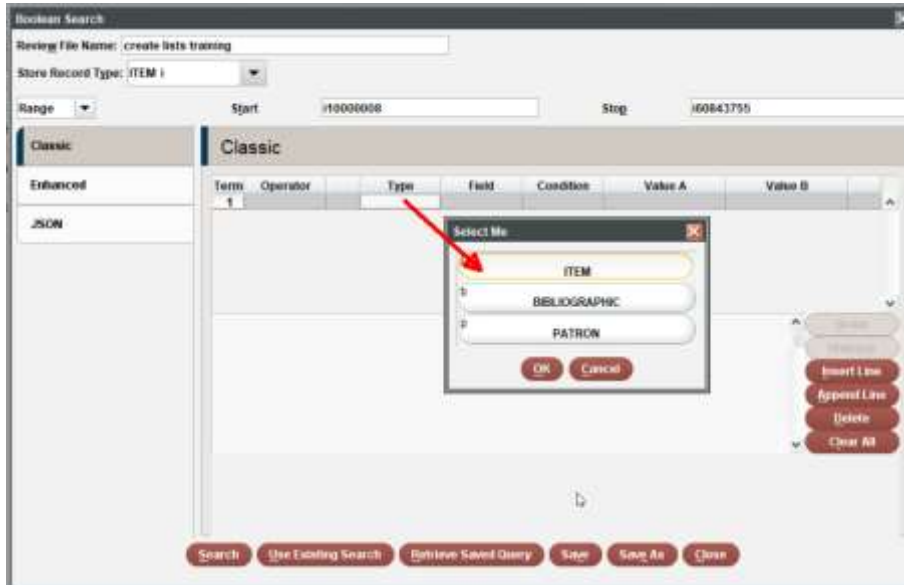 Boolean Search
Review File Name: create lists training
Store Record Type: ITEM i
Range Start i10000008 Stop i60843755
Classic
Enhanced
JSON
Classic
Term Operator Type Field Condition Value A Value B
1
Select Me
ITEM
b BIBLIOGRAPHIC
p PATRON
OK Cancel
Insert Line
Append Line
Delete
Clear All
Search Use Existing Search Retrieve Saved Query Save Save As Close